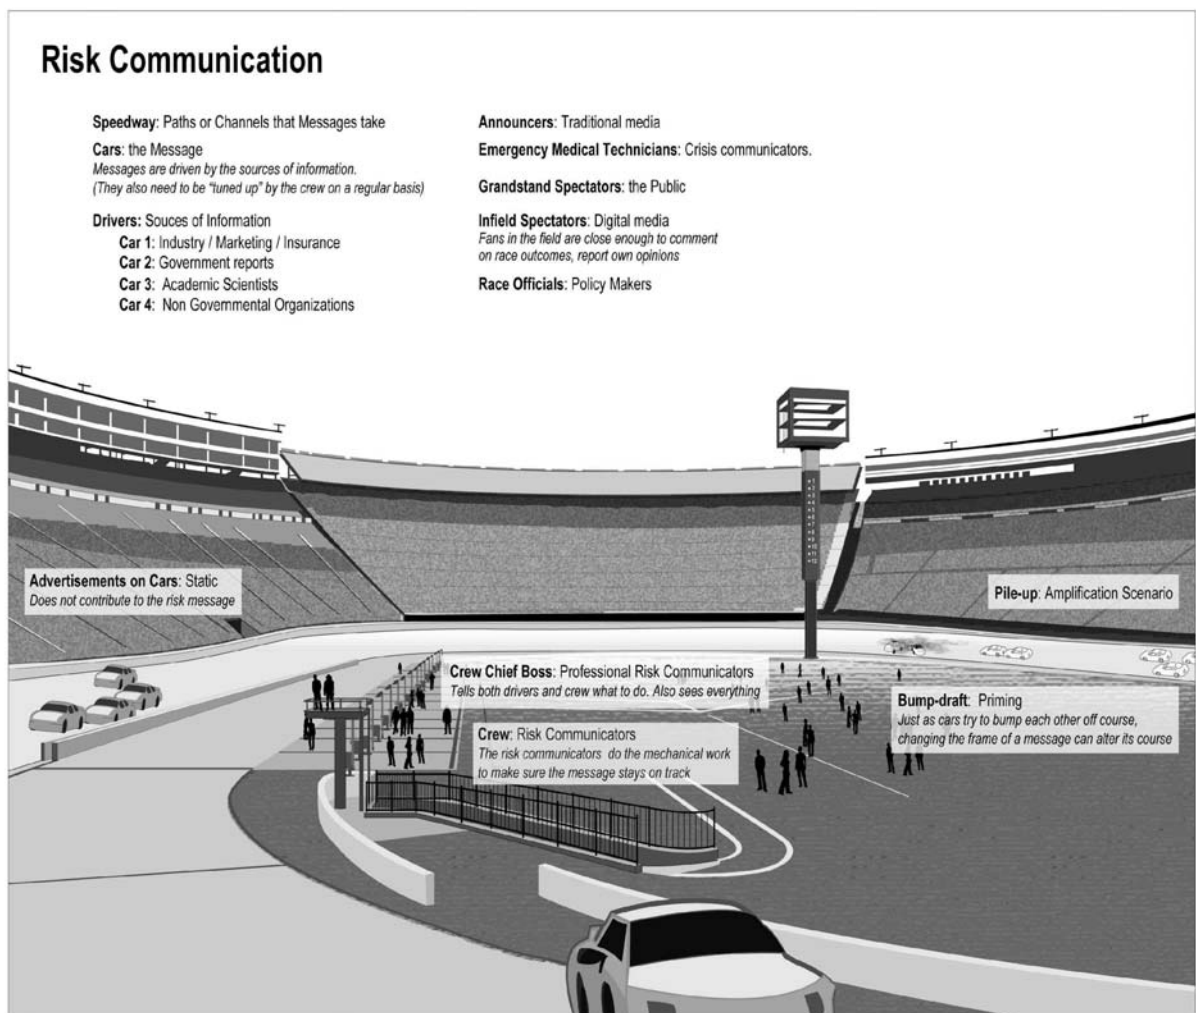 Risk Communication
Speedway: Paths or Channels that Messages take
Cars: the Message
Messages are driven by the sources of information.
(They also need to be “tuned up” by the crew on a regular basis)
Drivers: Souces of Information
Car 1: Industry / Marketing / Insurance
Car 2: Government reports
Car 3: Academic Scientists
Car 4: Non Governmental Organizations
Announcers: Traditional media
Emergency Medical Technicians: Crisis communicators.
Grandstand Spectators: the Public
Infield Spectators: Digital media
Fans in the field are close enough to comment
on race outcomes, report own opinions
Race Officials: Policy Makers
Advertisements on Cars: Static
Does not contribute to the risk message
Pile-up: Amplification Scenario
Crew Chief Boss: Professional Risk Communicators
Tells both drivers and crew what to do. Also sees everything
Bump-draft: Priming
Just as cars try to bump each other off course,
changing the frame of a message can alter its course
Crew: Risk Communicators
The risk communicators do the mechanical work
to make sure the message stays on track